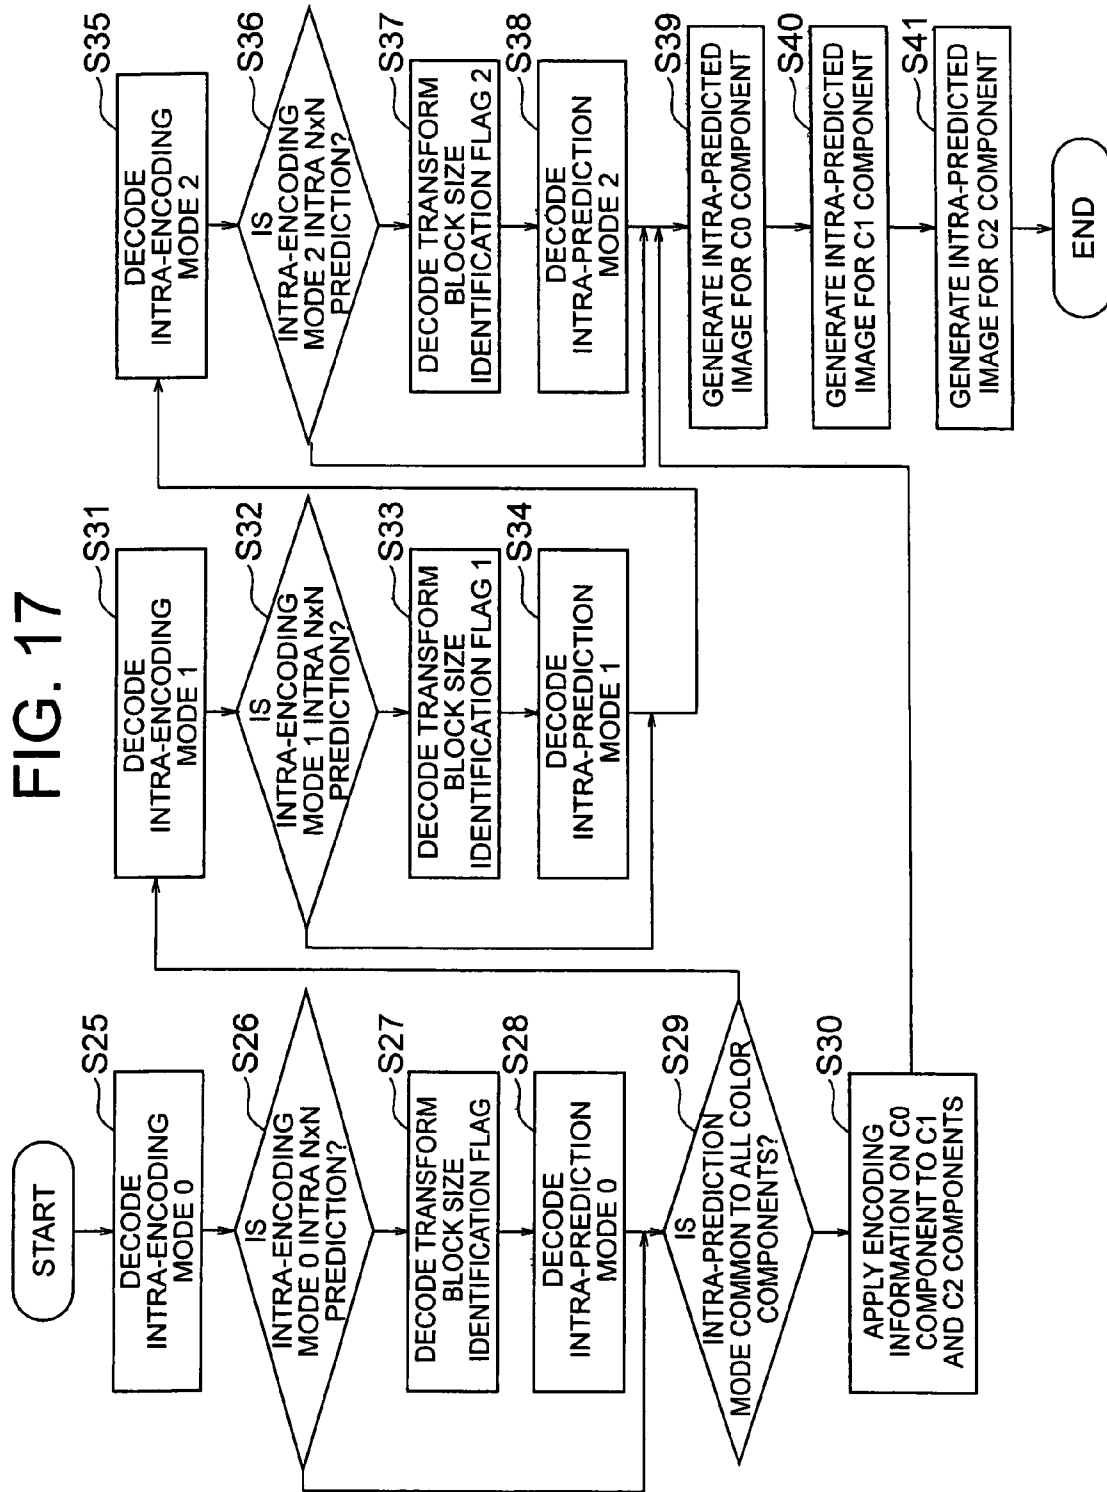 FIG. 17
START
S25
DECODE
INTRA-ENCODING
MODE 0
S26
IS
INTRA-ENCODING
MODE 0 INTRA NxN
PREDICTION?
S27
DECODE TRANSFORM
BLOCK SIZE
IDENTIFICATION FLAG
S28
DECODE
INTRA-PREDICTION
MODE 0
S29
IS
INTRA-PREDICTION
MODE COMMON TO ALL COLOR
COMPONENTS?
S30
APPLY ENCODING
INFORMATION ON C0
COMPONENT TO C1
AND C2 COMPONENTS
S31
DECODE
INTRA-ENCODING
MODE 1
S32
IS
INTRA-ENCODING
MODE 1 INTRA NxN
PREDICTION?
S33
DECODE TRANSFORM
BLOCK SIZE
IDENTIFICATION FLAG 1
S34
DECODE
INTRA-PREDICTION
MODE 1
S35
DECODE
INTRA-ENCODING
MODE 2
S36
IS
INTRA-ENCODING
MODE 2 INTRA NxN
PREDICTION?
S37
DECODE TRANSFORM
BLOCK SIZE
IDENTIFICATION FLAG 2
S38
DECODE
INTRA-PREDICTION
MODE 2
S39
GENERATE INTRA-PREDICTED
IMAGE FOR C0 COMPONENT
S40
GENERATE INTRA-PREDICTED
IMAGE FOR C1 COMPONENT
S41
GENERATE INTRA-PREDICTED
IMAGE FOR C2 COMPONENT
END